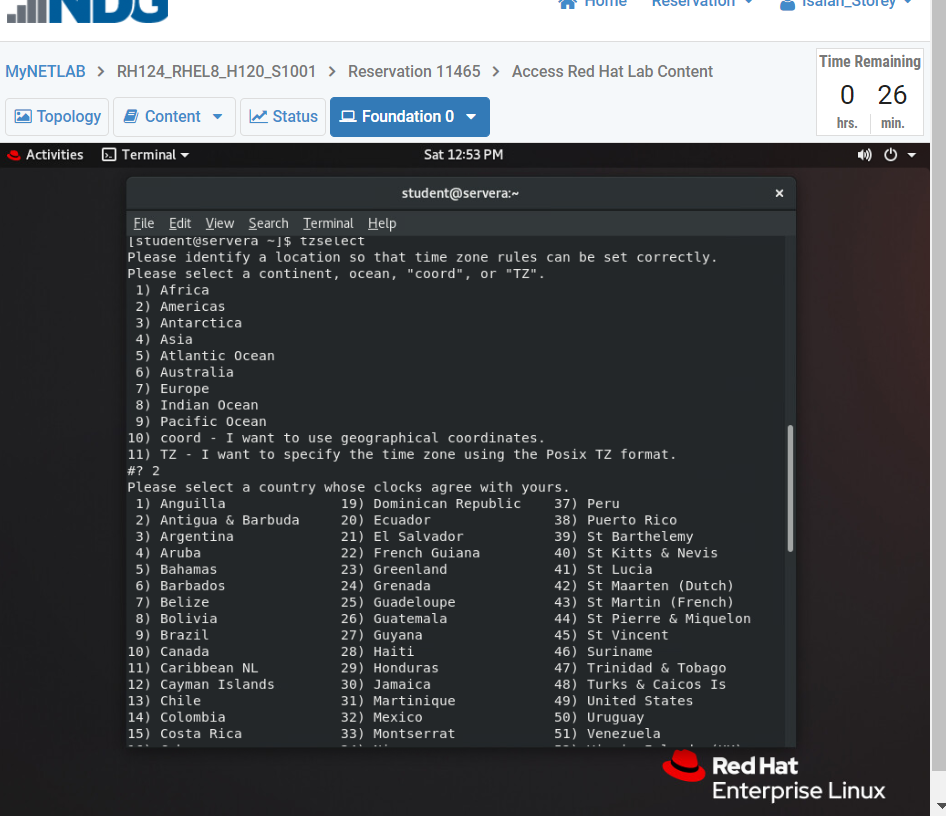 NDG
Home Reservation Isaiah_Storey
MyNETLAB > RH124_RHEL8_H120_S1001 > Reservation 11465 > Access Red Hat Lab Content
Time Remaining
0 26
hrs. min.
Topology Content Status Foundation 0
Activities Terminal Sat 12:53 PM
student@servera:~ ×
File Edit View Search Terminal Help
[student@servera ~]$ tzselect
Please identify a location so that time zone rules can be set correctly.
Please select a continent, ocean, "coord", or "TZ".
1) Africa
2) Americas
3) Antarctica
4) Asia
5) Atlantic Ocean
6) Australia
7) Europe
8) Indian Ocean
9) Pacific Ocean
10) coord - I want to use geographical coordinates.
11) TZ - I want to specify the time zone using the Posix TZ format.
#? 2
Please select a country whose clocks agree with yours.
1) Anguilla 19) Dominican Republic 37) Peru
2) Antigua & Barbuda 20) Ecuador 38) Puerto Rico
3) Argentina 21) El Salvador 39) St Barthelemy
4) Aruba 22) French Guiana 40) St Kitts & Nevis
5) Bahamas 23) Greenland 41) St Lucia
6) Barbados 24) Grenada 42) St Maarten (Dutch)
7) Belize 25) Guadeloupe 43) St Martin (French)
8) Bolivia 26) Guatemala 44) St Pierre & Miquelon
9) Brazil 27) Guyana 45) St Vincent
10) Canada 28) Haiti 46) Suriname
11) Caribbean NL 29) Honduras 47) Trinidad & Tobago
12) Cayman Islands 30) Jamaica 48) Turks & Caicos Is
13) Chile 31) Martinique 49) United States
14) Colombia 32) Mexico 50) Uruguay
15) Costa Rica 33) Montserrat 51) Venezuela
Red Hat
Enterprise Linux